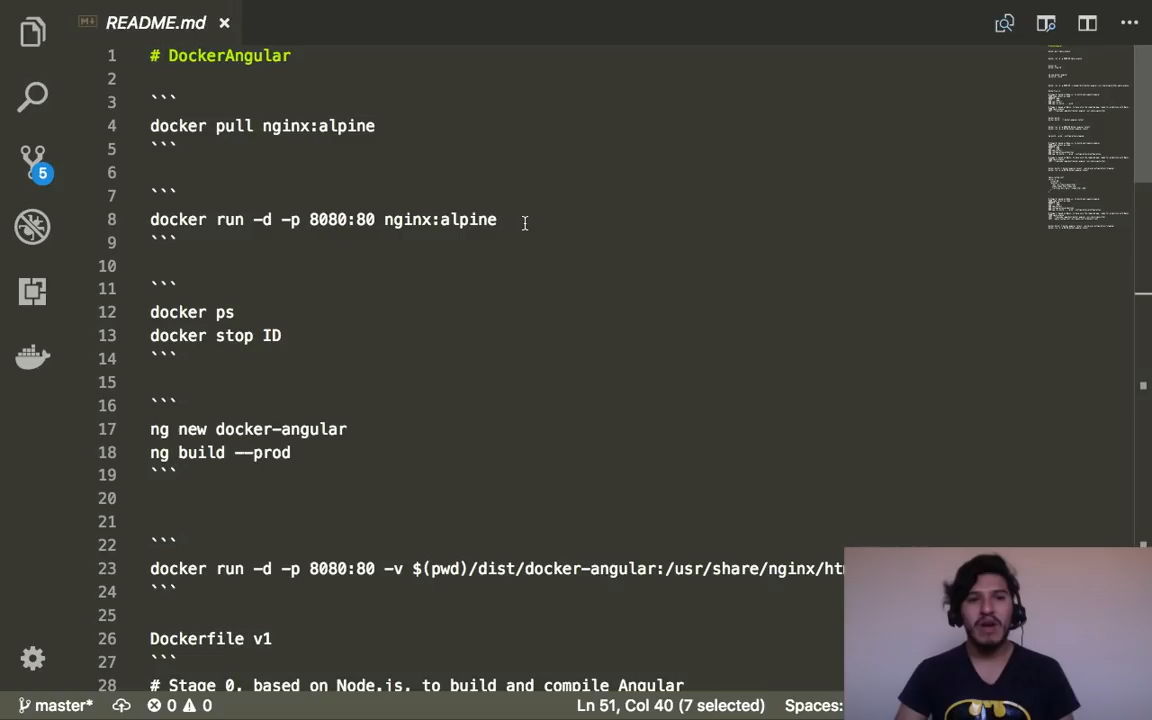 README.md
1 # DockerAngular
2
3 ```
4 docker pull nginx:alpine
5 ```
6
7 ```
8 docker run -d -p 8080:80 nginx:alpine
9 ```
10
11 ```
12 docker ps
13 docker stop ID
14 ```
15
16 ```
17 ng new docker-angular
18 ng build --prod
19 ```
20
21
22 ```
23 docker run -d -p 8080:80 -v $(pwd)/dist/docker-angular:/usr/share/nginx/ht
24 ```
25
26 Dockerfile v1
27 ```
28 # Stage 0, based on Node.js, to build and compile Angular
5
master* 0 0 Ln 51, Col 40 (7 selected) Spaces: